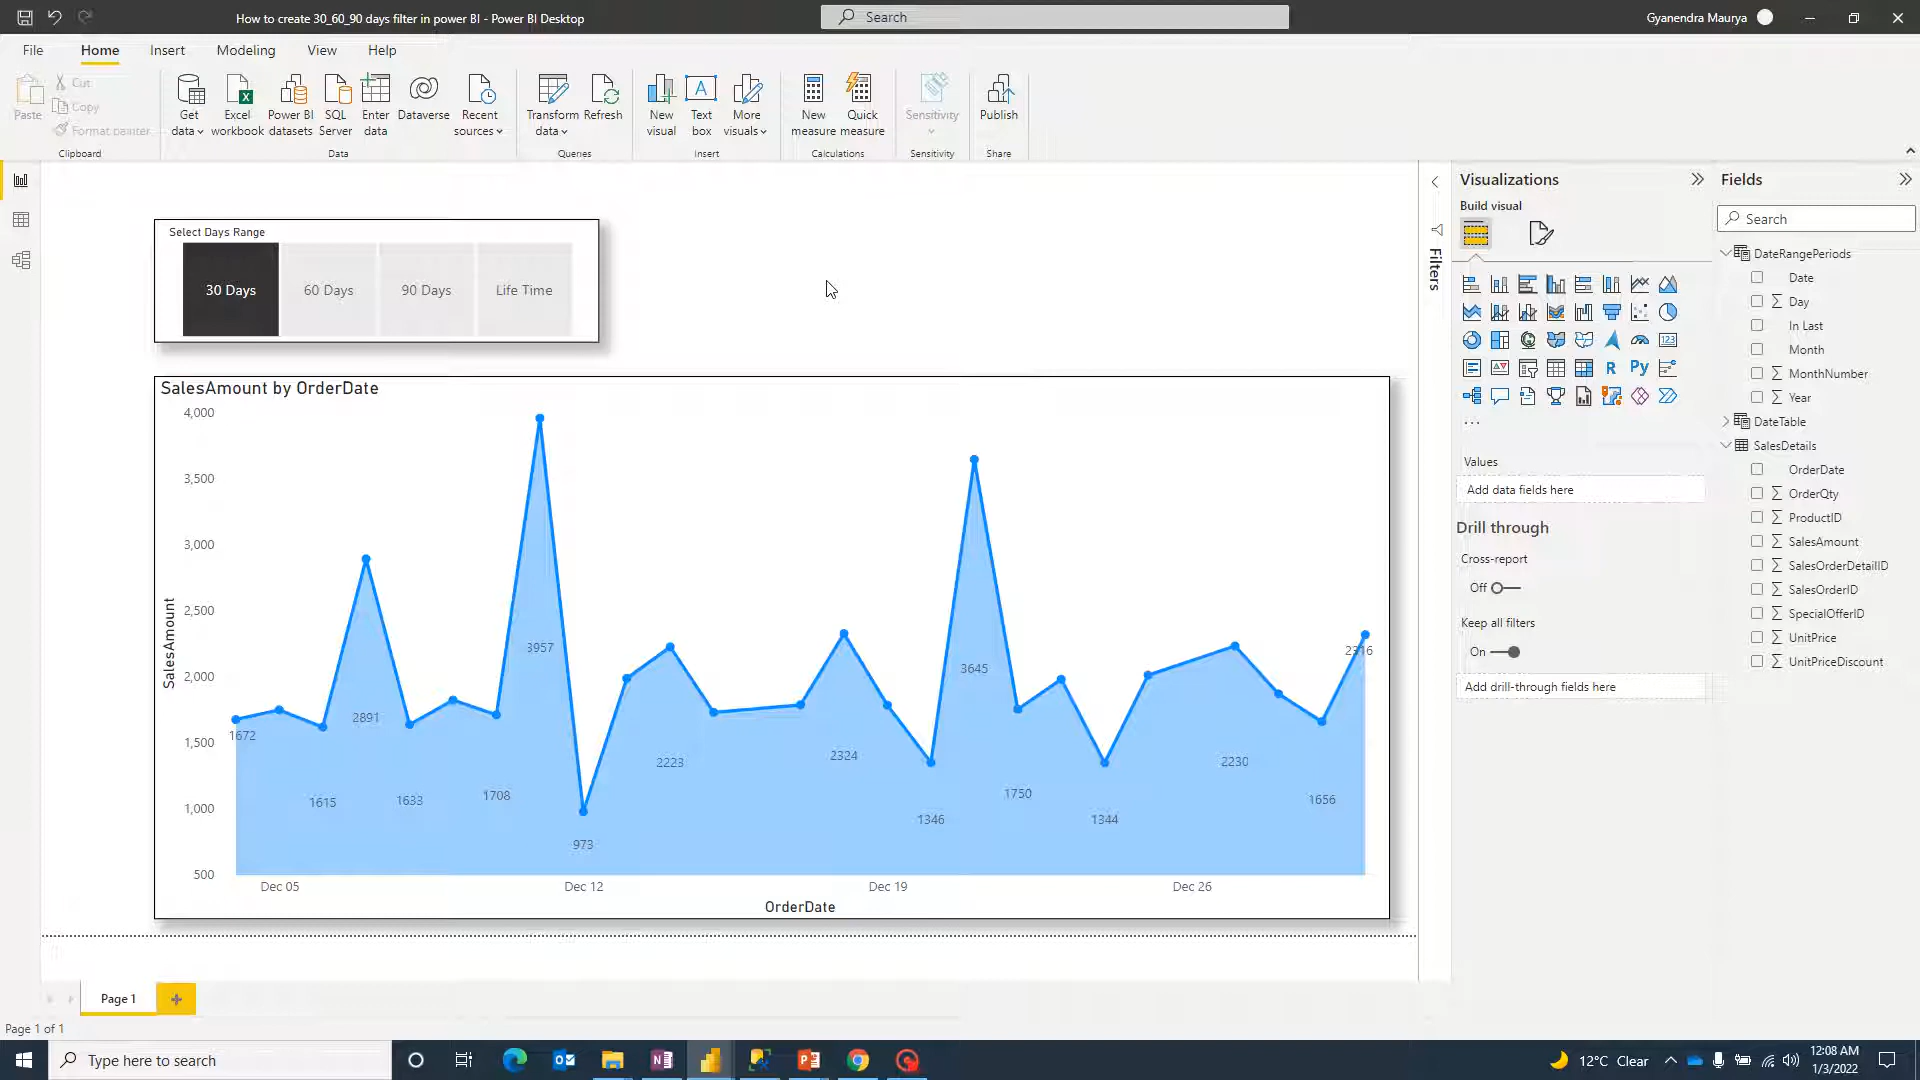 How to create 30_60_90 days filter in power BI - Power BI Desktop
Search
Gyanendra Maurya
File Home Insert Modeling View Help
Paste
Cut
Copy
Format painter
Clipboard
Get data
Excel workbook
Power BI datasets
SQL Server
Enter data
Dataverse
Recent sources
Data
Transform data
Refresh
Queries
New visual
Text box
More visuals
Insert
New measure
Quick measure
Calculations
Sensitivity
Sensitivity
Publish
Share
Select Days Range
30 Days 60 Days 90 Days Life Time
SalesAmount by OrderDate
4,000
3,500
3,000
2,500
2,000
1,500
1,000
500
SalesAmount
1672
1615
2891
1633
1708
3957
973
2223
2324
1346
3645
1750
1344
2230
1656
2316
Dec 05 Dec 12 Dec 19 Dec 26
OrderDate
Filters
Visualizations
Build visual
R
Py
123
...
Values
Add data fields here
Drill through
Cross-report
Off
Keep all filters
On
Add drill-through fields here
Fields
Search
DateRangePeriods
Date
Day
In Last
Month
MonthNumber
Year
DateTable
SalesDetails
OrderDate
OrderQty
ProductID
SalesAmount
SalesOrderDetailID
SalesOrderID
SpecialOfferID
UnitPrice
UnitPriceDiscount
Page 1
Page 1 of 1
Type here to search
12°C Clear
12:08 AM
1/3/2022